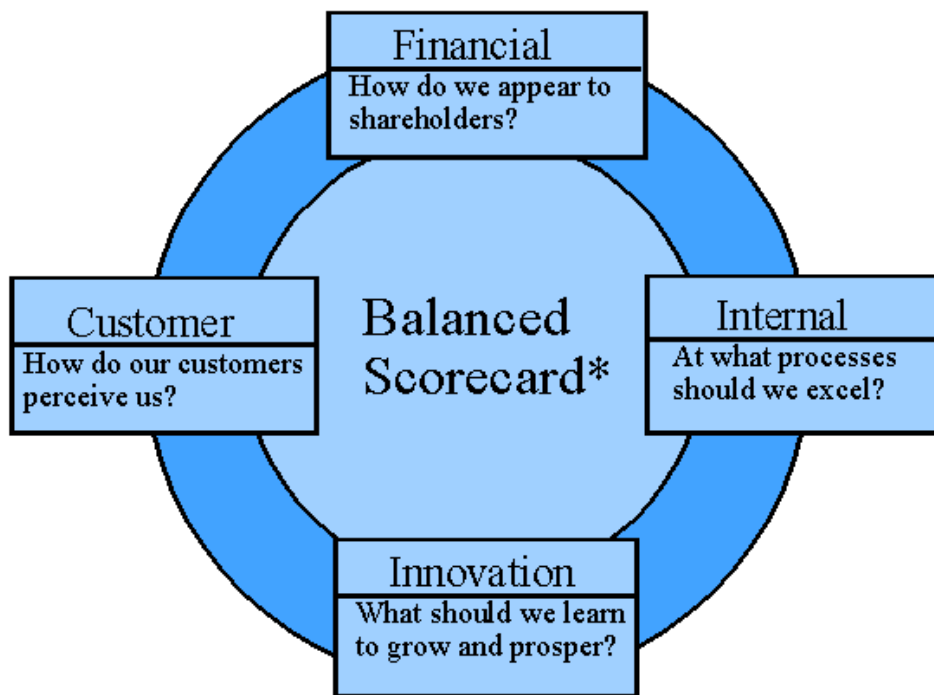 Financial
How do we appear to
shareholders?
Customer
How do our customers
perceive us?
Balanced
Scorecard*
Internal
At what processes
should we excel?
Innovation
What should we learn
to grow and prosper?